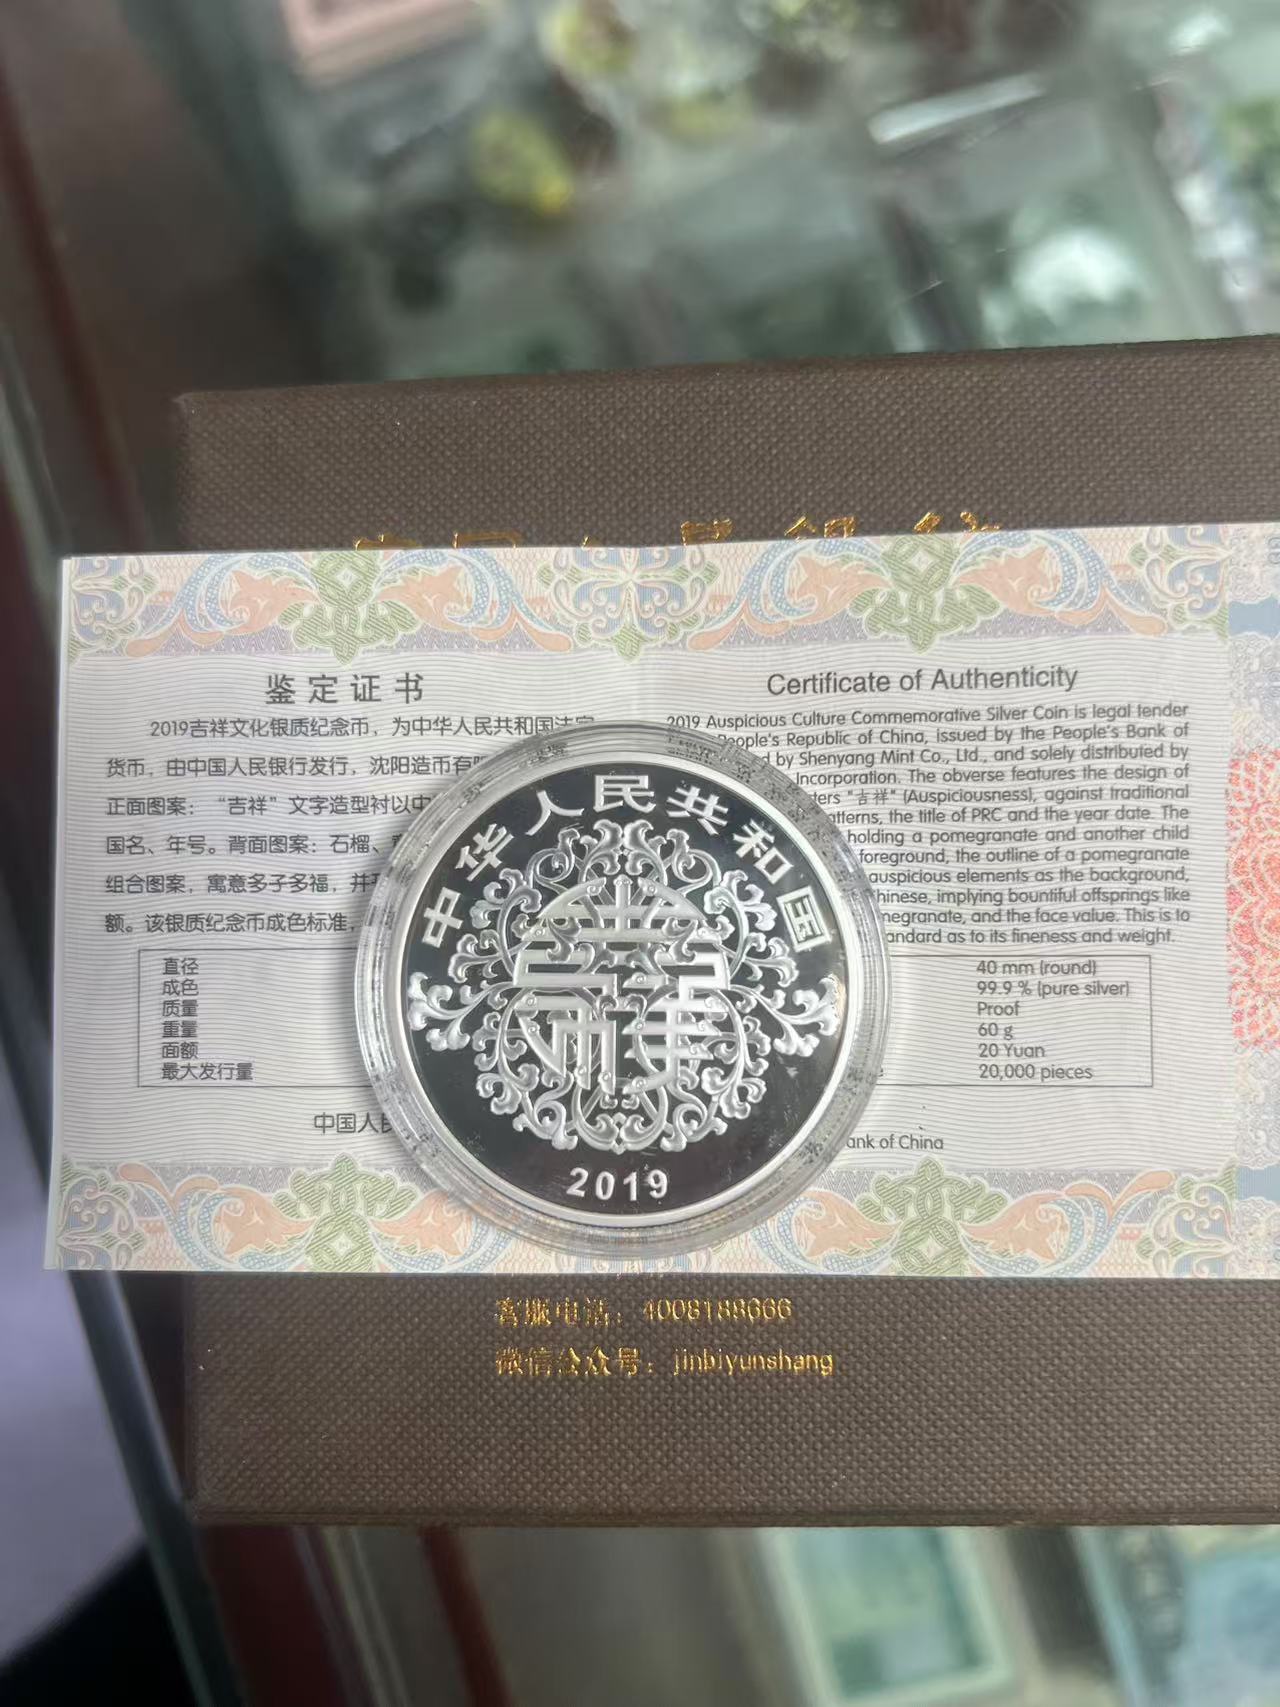 鉴定证书
2019吉祥文化银质纪念币，为中华人民共和国法定
货币，由中国人民银行发行，沈阳造币有
正面图案：“吉祥”文字造型衬以中
国名、年号。背面图案：石榴、
组合图案，寓意多子多福，并
额。该银质纪念币成色标准，
直径
成色
质量
重量
面额
最大发行量
中国人民
Certificate of Authenticity
2019 Auspicious Culture Commemorative Silver Coin is legal tender
People's Republic of China, issued by the People's Bank of
d by Shenyang Mint Co., Ltd., and solely distributed by
Incorporation. The obverse features the design of
ters "吉祥" (Auspiciousness), against traditional
atterns, the title of PRC and the year date. The
holding a pomegranate and another child
foreground, the outline of a pomegranate
auspicious elements as the background,
hinese, implying bountiful offsprings like
negranate, and the face value. This is to
andard as to its fineness and weight.
40 mm (round)
99.9 % (pure silver)
Proof
60 g
20 Yuan
20,000 pieces
ank of China
中华人民共和国
吉祥
2019
客服电话：4008188666
微信公众号：jinbiyunshang